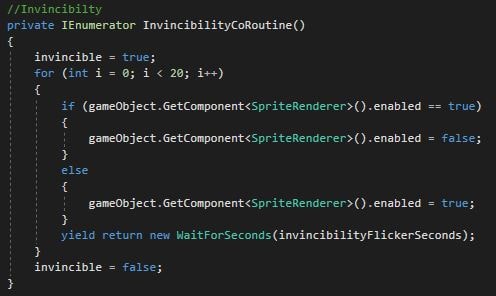 //Invincibilty
private IEnumerator InvincibilityCoRoutine()
{
    invincible = true;
    for (int i = 0; i < 20; i++)
    {
        if (gameObject.GetComponent<SpriteRenderer>().enabled == true)
        {
            gameObject.GetComponent<SpriteRenderer>().enabled = false;
        }
        else
        {
            gameObject.GetComponent<SpriteRenderer>().enabled = true;
        }
        yield return new WaitForSeconds(invincibilityFlickerSeconds);
    }
    invincible = false;
}